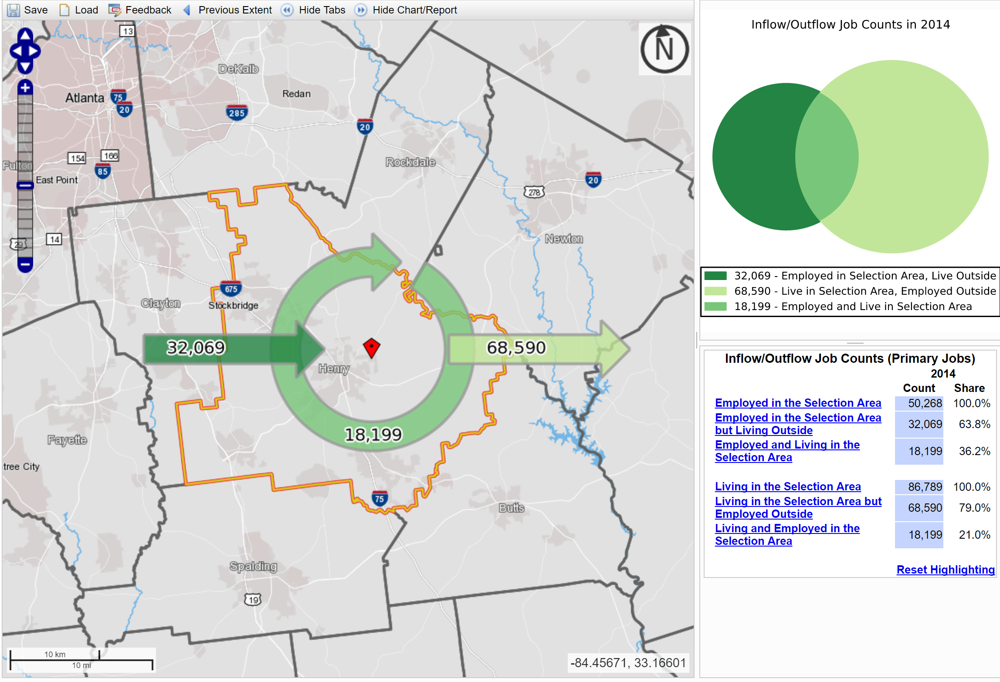 Save Load Feedback Previous Extent Hide Tabs Hide Chart/Report
13
N
DeKalb
Redan
Atlanta
75
20
285
20
154
166
Fulton
85
East Point
Rockdale
20
278
14
29
Newton
675
Clayton
Stockbridge
32,069
68,590
Henry
18,199
Fayette
tree City
75
Butts
Spalding
19
10 km
10 mi
-84.45671, 33.16601
Inflow/Outflow Job Counts in 2014
32,069 - Employed in Selection Area, Live Outside
68,590 - Live in Selection Area, Employed Outside
18,199 - Employed and Live in Selection Area
Inflow/Outflow Job Counts (Primary Jobs)
2014
Count Share
Employed in the Selection Area 50,268 100.0%
Employed in the Selection Area
but Living Outside 32,069 63.8%
Employed and Living in the
Selection Area 18,199 36.2%
Living in the Selection Area 86,789 100.0%
Living in the Selection Area but
Employed Outside 68,590 79.0%
Living and Employed in the
Selection Area 18,199 21.0%
Reset Highlighting